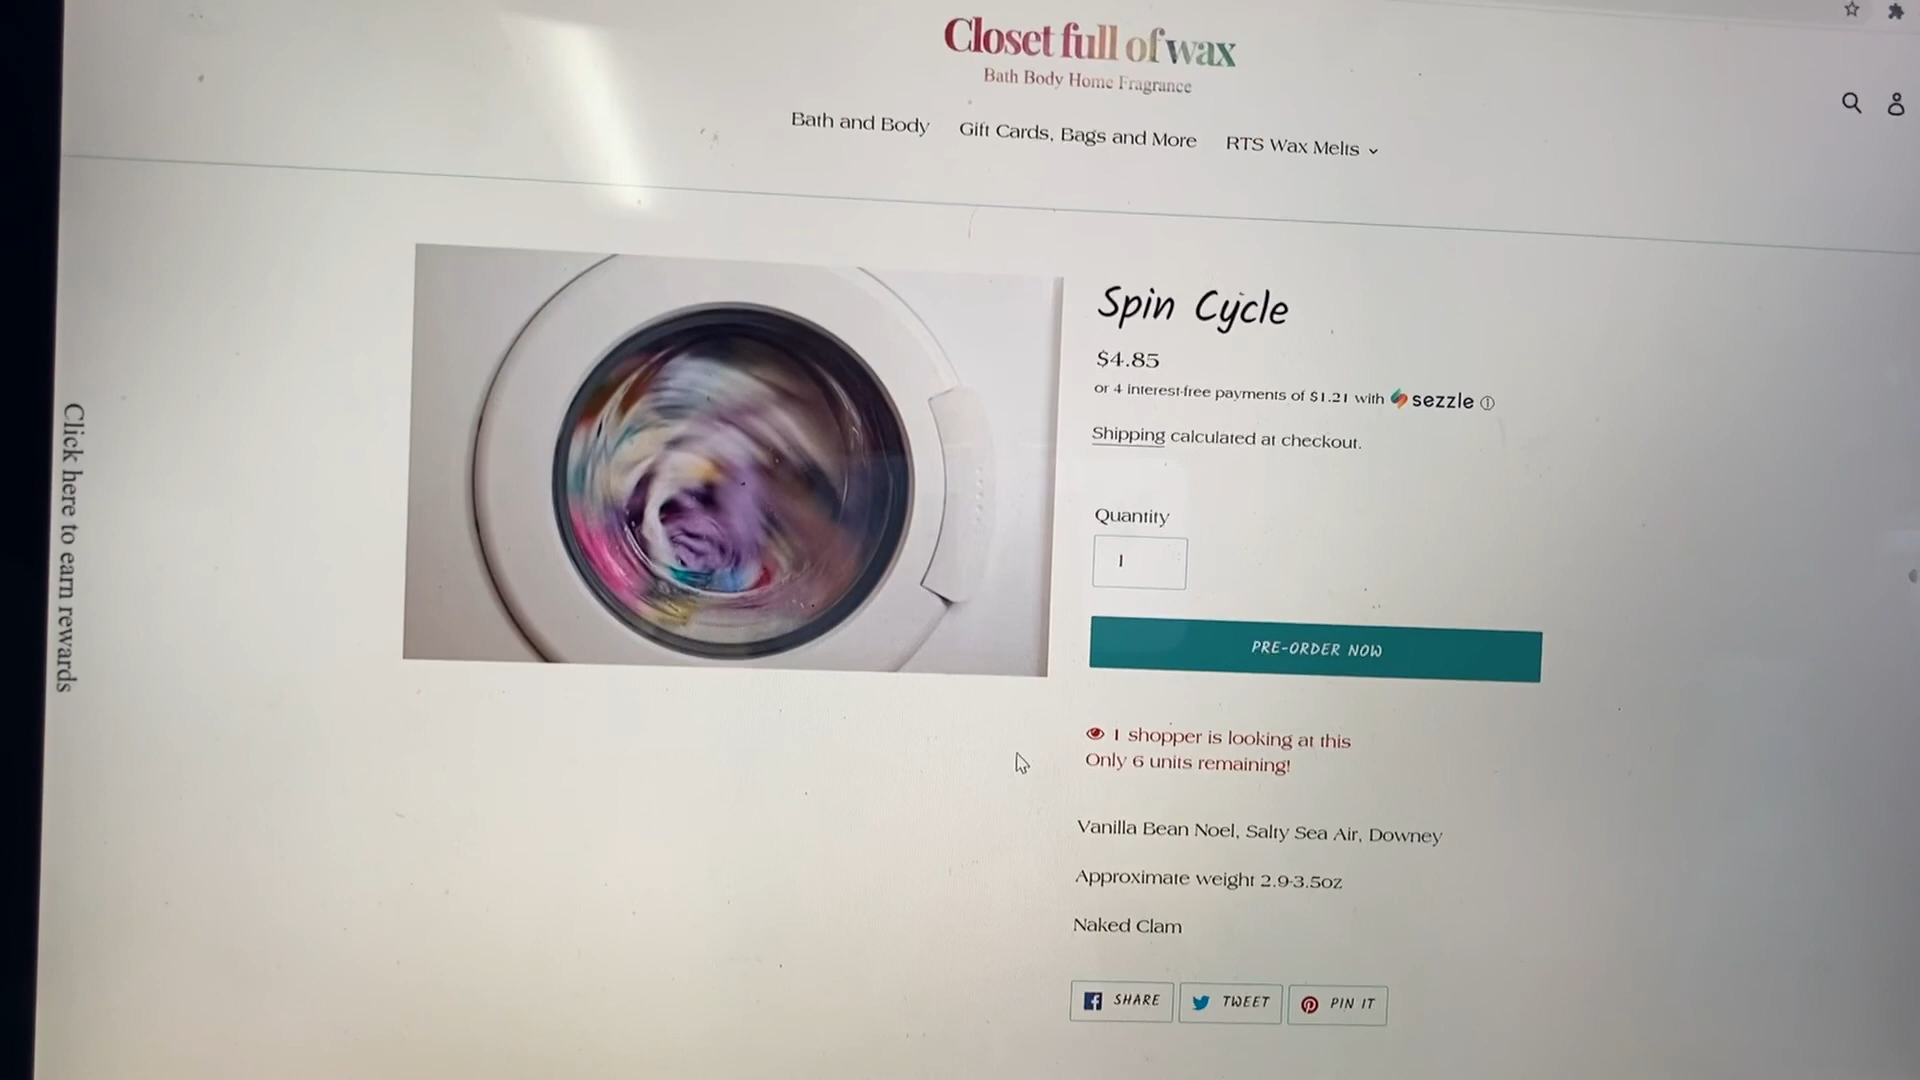 Closet full of wax
Bath Body Home Fragrance
Bath and Body
Gift Cards, Bags and More
RTS Wax Melts
Click here to earn rewards
Spin Cycle
$4.85
or 4 interest-free payments of $1.21 with sezzle
Shipping calculated at checkout.
Quantity
1
PRE-ORDER NOW
1 shopper is looking at this
Only 6 units remaining!
Vanilla Bean Noel, Salty Sea Air, Downey
Approximate weight 2.9-3.5oz
Naked Clam
SHARE
TWEET
PIN IT